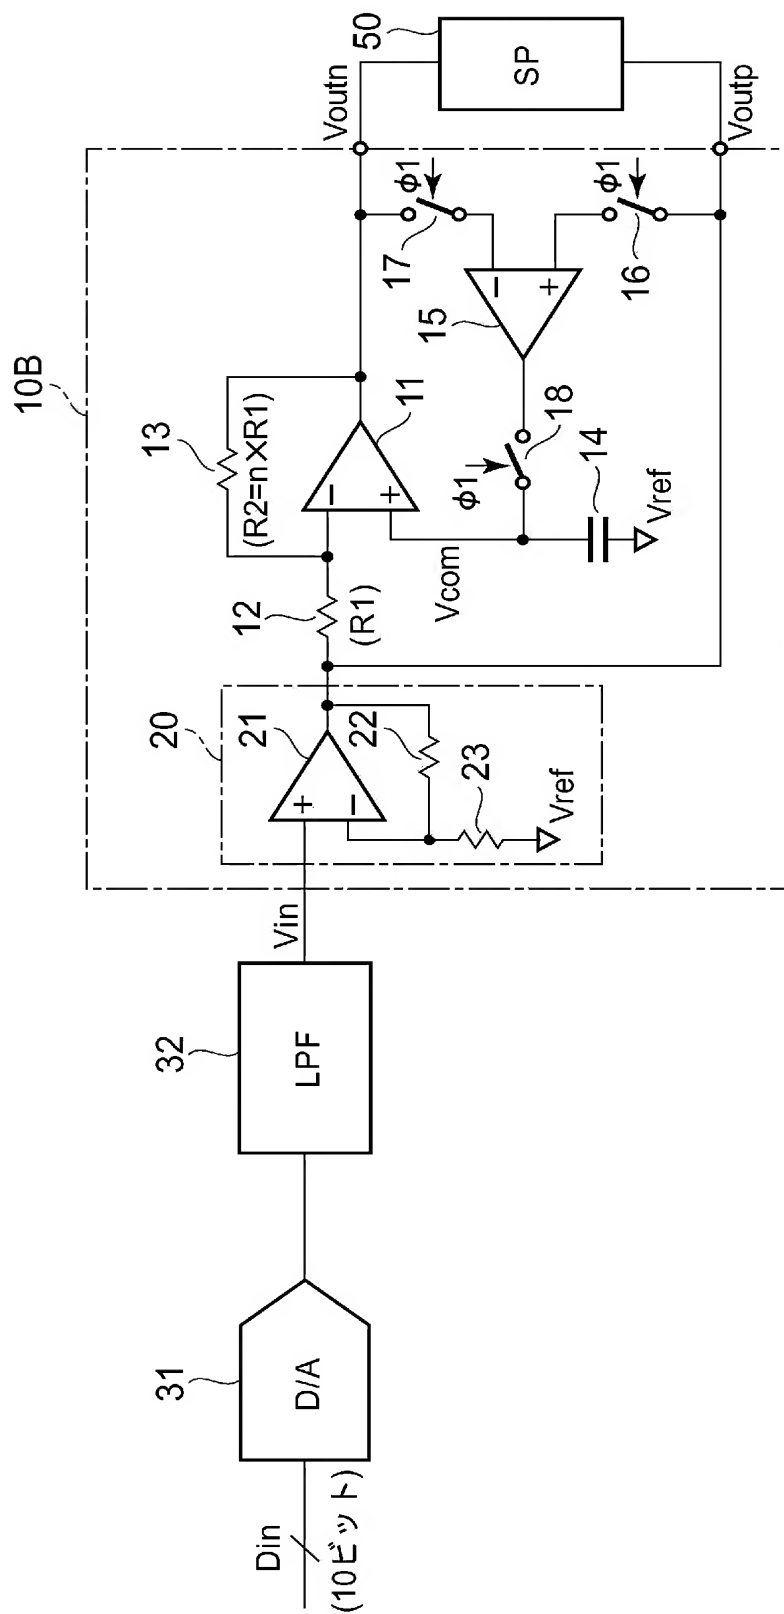 10B
20
13
(R2=n×R1)
50
Voutn
SP
Voutp
31
32
21
12
11
17
φ1
16
φ1
Din
(10ビット)
D/A
LPF
Vin
+
−
22
23
Vref
(R1)
−
+
Vcom
φ1
18
14
Vref
15
−
+